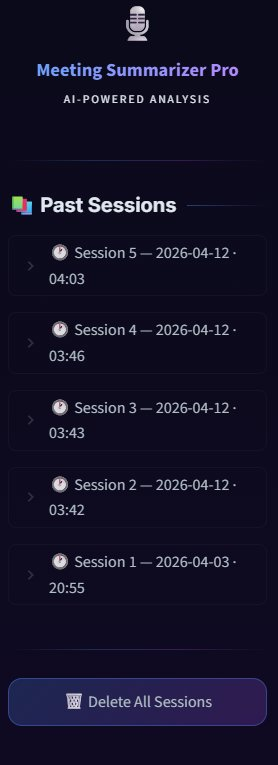 Meeting Summarizer Pro
AI-POWERED ANALYSIS
Past Sessions
Session 5 — 2026-04-12 ·
04:03
Session 4 — 2026-04-12 ·
03:46
Session 3 — 2026-04-12 ·
03:43
Session 2 — 2026-04-12 ·
03:42
Session 1 — 2026-04-03 ·
20:55
Delete All Sessions